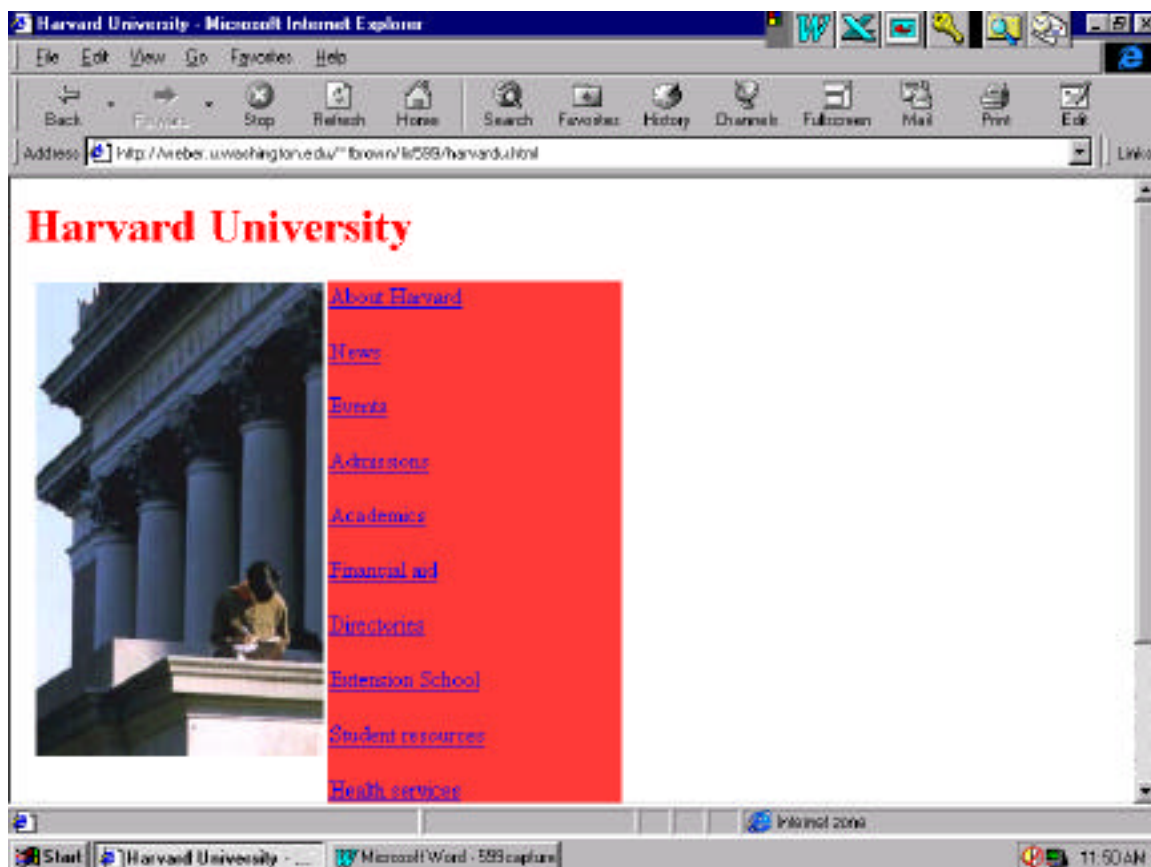 Harvard University - Microsoft Internet Explorer
File Edit View Go Favorites Help
Back Stop Refresh Home Search Favorites History Channels Fullscreen Mail Print Edit
Address Links
Harvard University
About Harvard
News
Events
Admissions
Academics
Financial aid
Directories
Extension School
Student resources
Health services
Internet zone
Start Harvard University - ... Microsoft Word - 599capture 11:50 AM